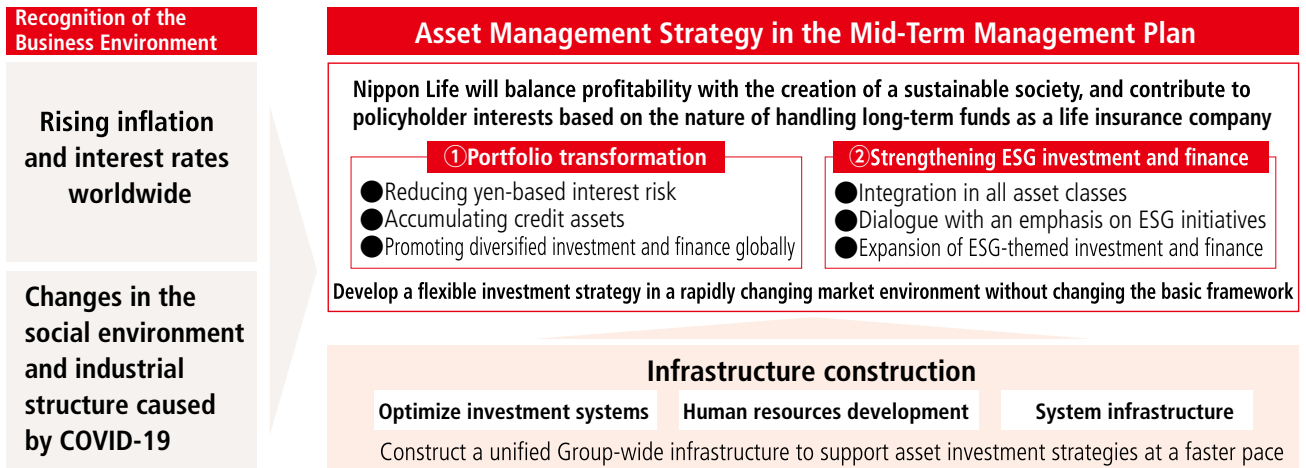 Recognition of the
Business Environment
Rising inflation
and interest rates
worldwide
Changes in the
social environment
and industrial
structure caused
by COVID-19
Asset Management Strategy in the Mid-Term Management Plan
Nippon Life will balance profitability with the creation of a sustainable society, and contribute to
policyholder interests based on the nature of handling long-term funds as a life insurance company
①Portfolio transformation
●Reducing yen-based interest risk
●Accumulating credit assets
●Promoting diversified investment and finance globally
②Strengthening ESG investment and finance
●Integration in all asset classes
●Dialogue with an emphasis on ESG initiatives
●Expansion of ESG-themed investment and finance
Develop a flexible investment strategy in a rapidly changing market environment without changing the basic framework
Infrastructure construction
Optimize investment systems
Human resources development
System infrastructure
Construct a unified Group-wide infrastructure to support asset investment strategies at a faster pace